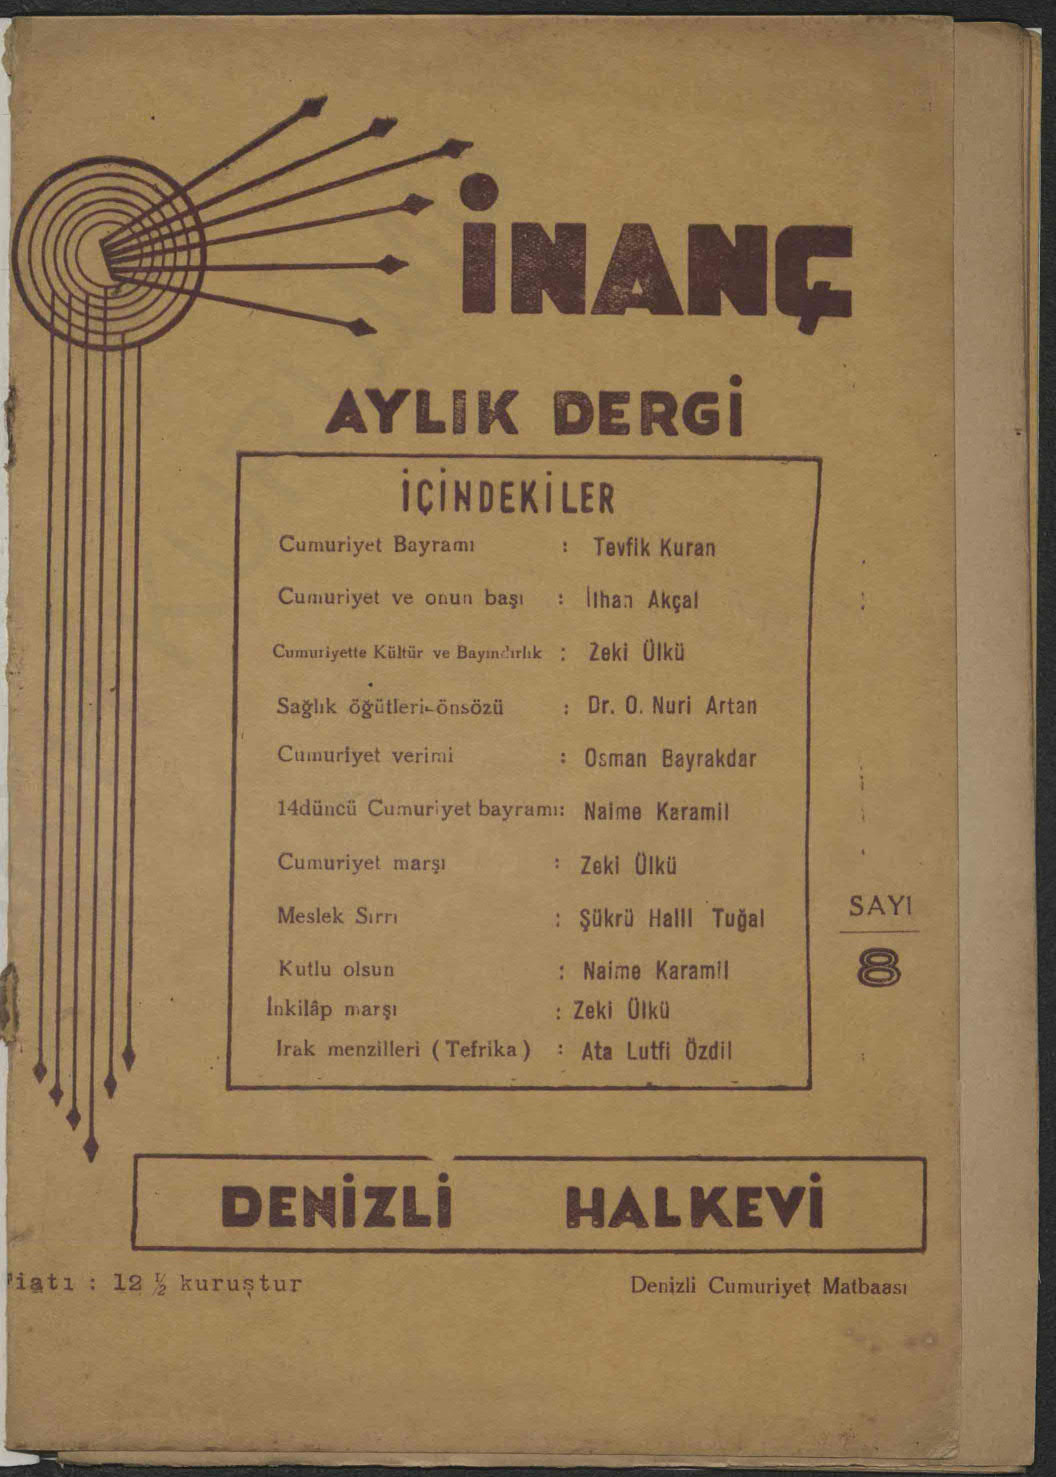 İNANÇ
AYLIK DERGİ
İÇİNDEKİLER
Cumuriyet Bayramı : Tevfik Kuran
Cumuriyet ve onun başı : İlhan Akçal
Cumuriyette Kültür ve Bayındırlık : Zeki Ülkü
Sağlık öğütleri-önsözü : Dr. O. Nuri Artan
Cumuriyet verimi : Osman Bayrakdar
14düncü Cumuriyet bayramı: Naime Karamil
Cumuriyet marşı : Zeki Ülkü
Meslek Sırrı : Şükrü Halil Tuğal
Kutlu olsun : Naime Karamil
İnkilâp marşı : Zeki Ülkü
Irak menzilleri ( Tefrika ) : Ata Lutfi Özdil
SAYI
8
DENİZLİ HALKEVİ
Fiatı : 12 ½ kuruştur
Denizli Cumuriyet Matbaası